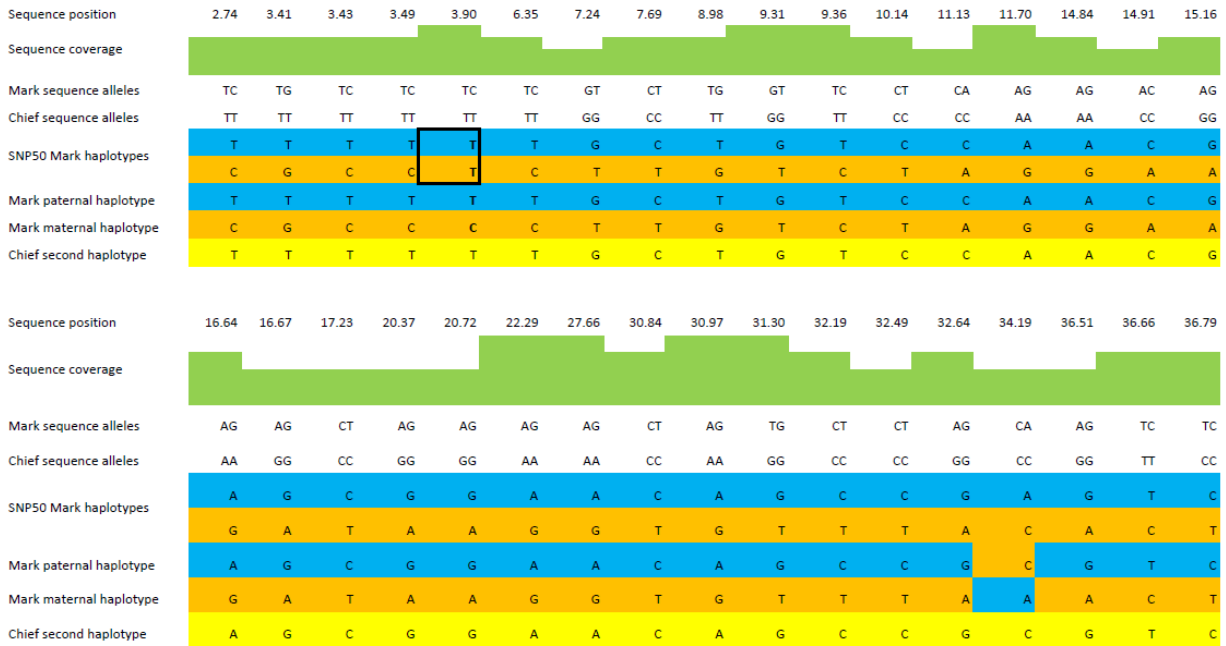 Sequence position 2.74 3.41 3.43 3.49 3.90 6.35 7.24 7.69 8.98 9.31 9.36 10.14 11.13 11.70 14.84 14.91 15.16
Sequence coverage
Mark sequence alleles TC TG TC TC TC TC GT CT TG GT TC CT CA AG AG AC AG
Chief sequence alleles TT TT TT TT TT TT GG CC TT GG TT CC CC AA AA CC GG
SNP50 Mark haplotypes
T T T T T T G C T G T C C A A C G
C G C C T C T T G T C T A G G A A
Mark paternal haplotype T T T T T T G C T G T C C A A C G
Mark maternal haplotype C G C C C C T T G T C T A G G A A
Chief second haplotype T T T T T T G C T G T C C A A C G
Sequence position 16.64 16.67 17.23 20.37 20.72 22.29 27.66 30.84 30.97 31.30 32.19 32.49 32.64 34.19 36.51 36.66 36.79
Sequence coverage
Mark sequence alleles AG AG CT AG AG AG AG CT AG TG CT CT AG CA AG TC TC
Chief sequence alleles AA GG CC GG GG AA AA CC AA GG CC CC GG CC GG TT CC
SNP50 Mark haplotypes
A G C G G A A C A G C C G A G T C
G A T A A G G T G T T T A C A C T
Mark paternal haplotype A G C G G A A C A G C C G C G T C
Mark maternal haplotype G A T A A G G T G T T T A A A C T
Chief second haplotype A G C G G A A C A G C C G C G T C